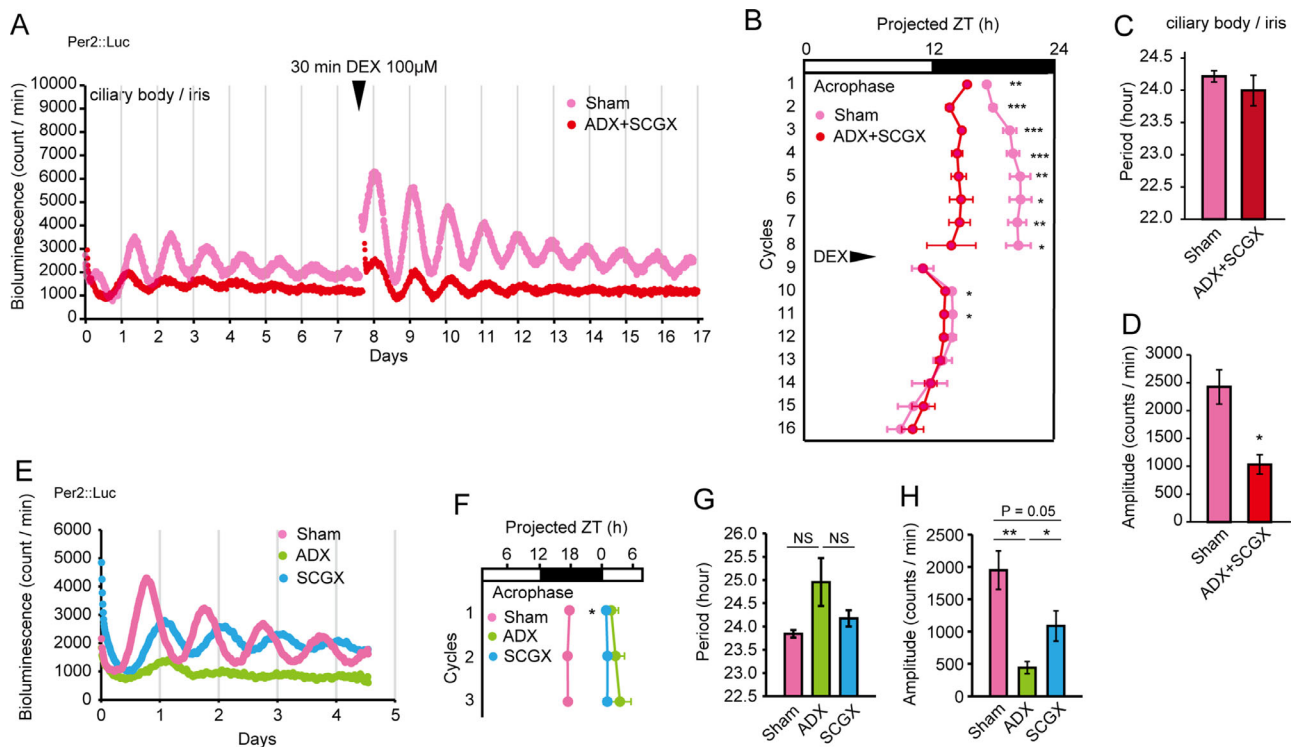 A
Per2::Luc
30 min DEX 100μM
ciliary body / iris
Sham
ADX+SCGX
Bioluminescence (count / min)
10000
9000
8000
7000
6000
5000
4000
3000
2000
1000
0
0 1 2 3 4 5 6 7 8 9 10 11 12 13 14 15 16 17
Days
B
Projected ZT (h)
0 12 24
Acrophase
Sham
ADX+SCGX
Cycles
1 **
2 ***
3 ***
4 ***
5 **
6 *
7 **
8 *
DEX
9
10 *
11 *
12
13
14
15
16
C
ciliary body / iris
Period (hour)
24.5
24.0
23.5
23.0
22.5
22.0
Sham
ADX+SCGX
D
Amplitude (counts / min)
3000
2500
2000
1500
1000
500
0
*
Sham
ADX+SCGX
E
Per2::Luc
Bioluminescence (count / min)
6000
5000
4000
3000
2000
1000
0
Sham
ADX
SCGX
0 1 2 3 4 5
Days
F
Projected ZT (h)
6 12 18 0 6
Acrophase
Sham
ADX
SCGX
Cycles
1 *
2
3
G
Period (hour)
26.0
25.5
25.0
24.5
24.0
23.5
23.0
22.5
NS NS
Sham
ADX
SCGX
H
Amplitude (counts / min)
2500
2000
1500
1000
500
0
P = 0.05
** *
Sham
ADX
SCGX